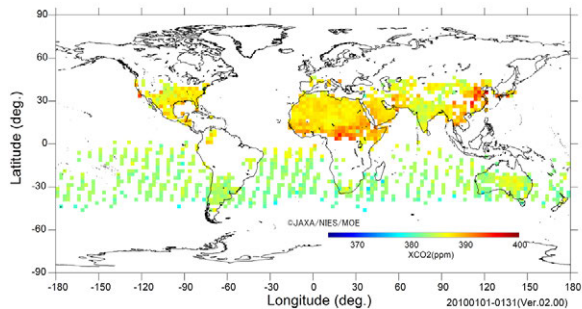 90
60
30
0
-30
-60
-90
Latitude (deg.)
©JAXA/NIES/MOE
370 380 390 400
XCO2(ppm)
-180 -150 -120 -90 -60 -30 0 30 60 90 120 150 180
Longitude (deg.)
20100101-0131(Ver.02.00)